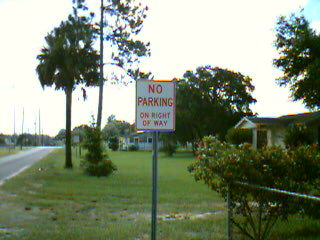 NO
PARKING
ON RIGHT
OF WAY